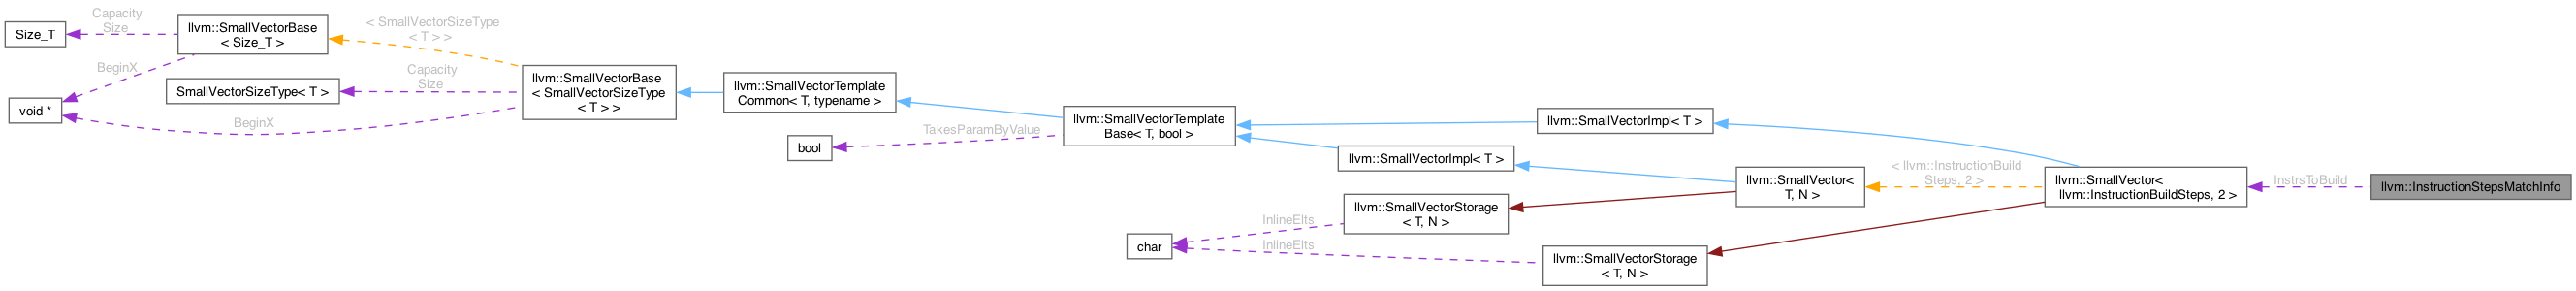 Size_T
Capacity
Size
llvm::SmallVectorBase
< Size_T >
< SmallVectorSizeType
< T > >
BeginX
SmallVectorSizeType< T >
void *
Capacity
Size
BeginX
llvm::SmallVectorBase
< SmallVectorSizeType
< T > >
llvm::SmallVectorTemplate
Common< T, typename >
bool
TakesParamByValue
llvm::SmallVectorTemplate
Base< T, bool >
llvm::SmallVectorImpl< T >
llvm::SmallVectorImpl< T >
char
InlineElts
InlineElts
llvm::SmallVectorStorage
< T, N >
llvm::SmallVectorStorage
< T, N >
llvm::SmallVector<
T, N >
< llvm::InstructionBuild
Steps, 2 >
llvm::SmallVector<
llvm::InstructionBuildSteps, 2 >
InstrsToBuild
llvm::InstructionStepsMatchInfo